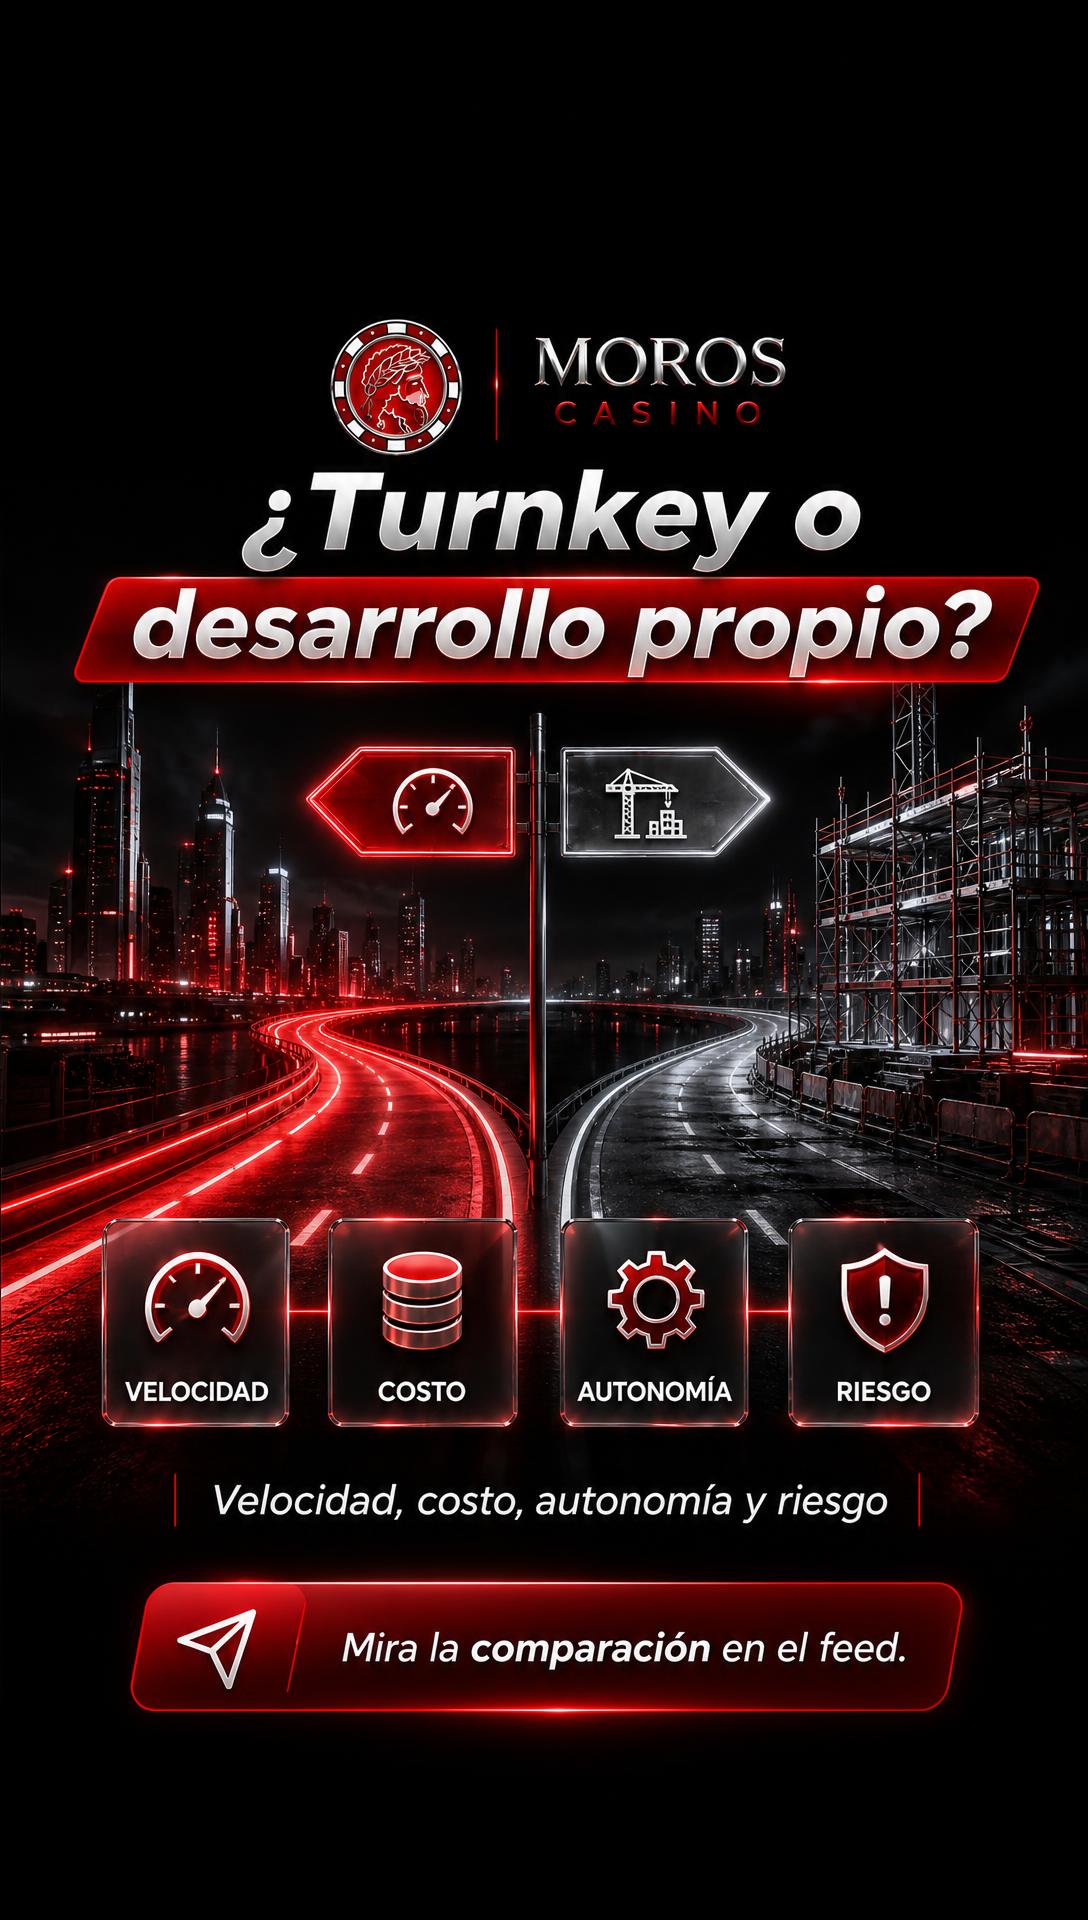 MOROS
CASINO
¿Turnkey o
desarrollo propio?
VELOCIDAD
COSTO
AUTONOMÍA
RIESGO
Velocidad, costo, autonomía y riesgo
Mira la comparación en el feed.